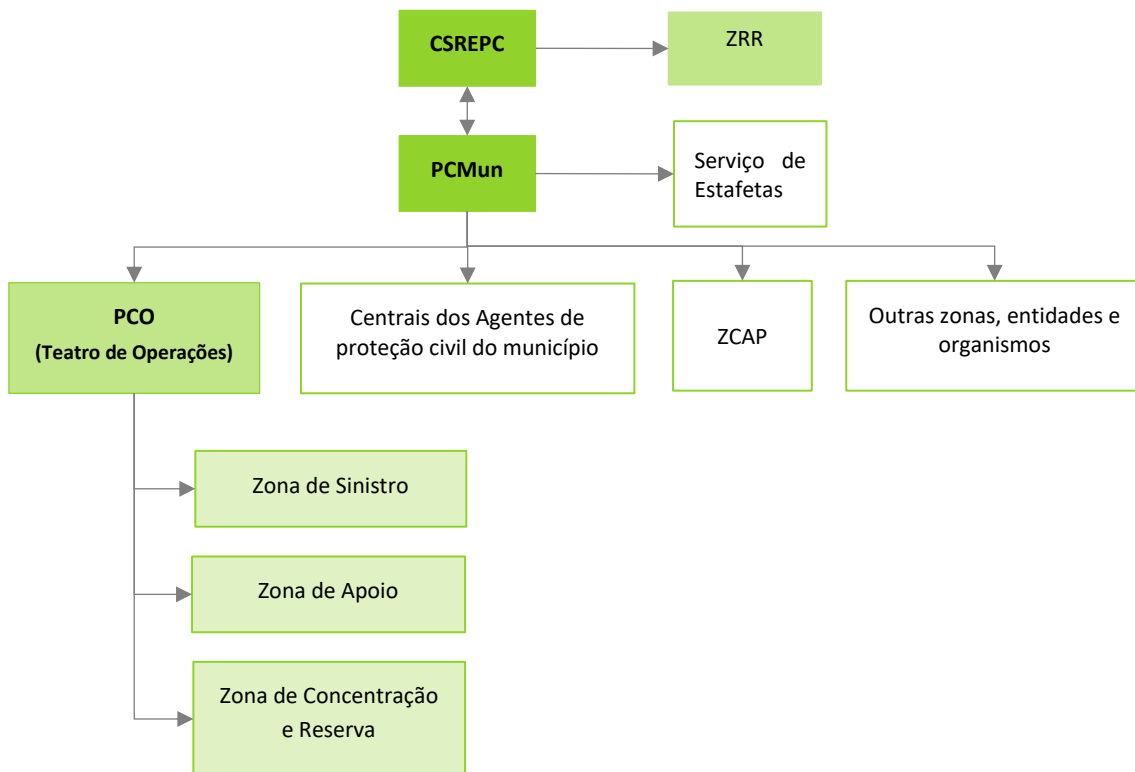 CSREPC
ZRR
PCMun
Serviço de
Estafetas
PCO
(Teatro de Operações)
Centrais dos Agentes de
proteção civil do município
ZCAP
Outras zonas, entidades e
organismos
Zona de Sinistro
Zona de Apoio
Zona de Concentração
e Reserva